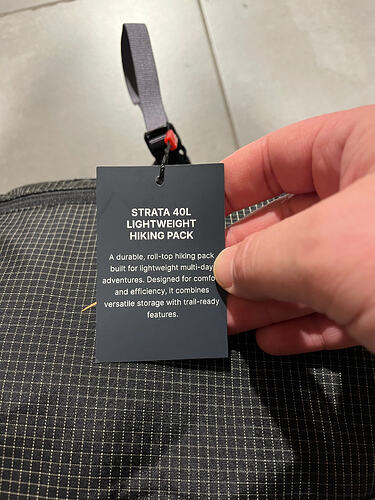 STRATA 40L
LIGHTWEIGHT
HIKING PACK
A durable, roll-top hiking pack
built for lightweight multi-day
adventures. Designed for comfo
and efficiency, it combines
versatile storage with trail-ready
features.